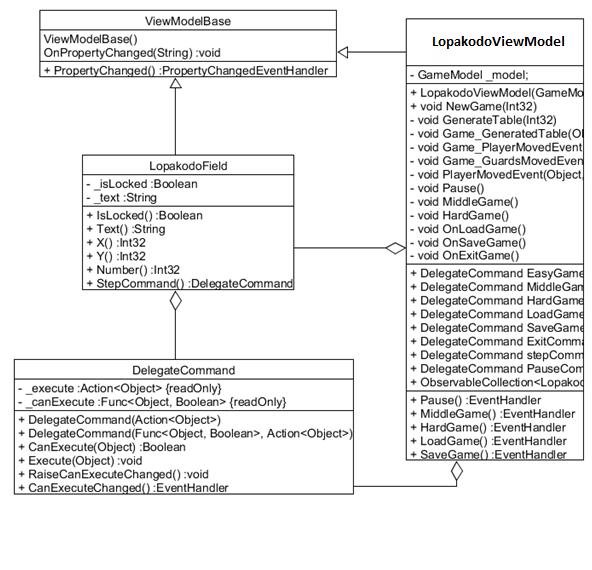 ViewModelBase
ViewModelBase()
OnPropertyChanged(String) :void
+ PropertyChanged() :PropertyChangedEventHandler
LopakodoField
- _isLocked :Boolean
- _text :String
+ IsLocked() :Boolean
+ Text() :String
+ X() :Int32
+ Y() :Int32
+ Number() :Int32
+ StepCommand() :DelegateCommand
DelegateCommand
- _execute :Action<Object> {readOnly}
- _canExecute :Func<Object, Boolean> {readOnly}
+ DelegateCommand(Action<Object>)
+ DelegateCommand(Func<Object, Boolean>, Action<Object>)
+ CanExecute(Object) :Boolean
+ Execute(Object) :void
+ RaiseCanExecuteChanged() :void
+ CanExecuteChanged() :EventHandler
LopakodoViewModel
- GameModel _model;
+ LopakodoViewModel(GameMo
+ void NewGame(Int32)
- void GenerateTable(Int32)
- void Game_GeneratedTable(Ob
- void Game_PlayerMovedEvent
- void Game_GuardsMovedEven
- void PlayerMovedEvent(Object,
- void Pause()
- void MiddleGame()
- void HardGame()
- void OnLoadGame()
- void OnSaveGame()
- void OnExitGame()
+ DelegateCommand EasyGame
+ DelegateCommand MiddleGam
+ DelegateCommand HardGame
+ DelegateCommand LoadGame
+ DelegateCommand SaveGame
+ DelegateCommand ExitComma
+ DelegateCommand stepComm
+ DelegateCommand PauseCom
+ ObservableCollection<Lopakod
+ Pause() :EventHandler
+ MiddleGame() :EventHandler
+ HardGame() :EventHandler
+ LoadGame() :EventHandler
+ SaveGame() :EventHandler